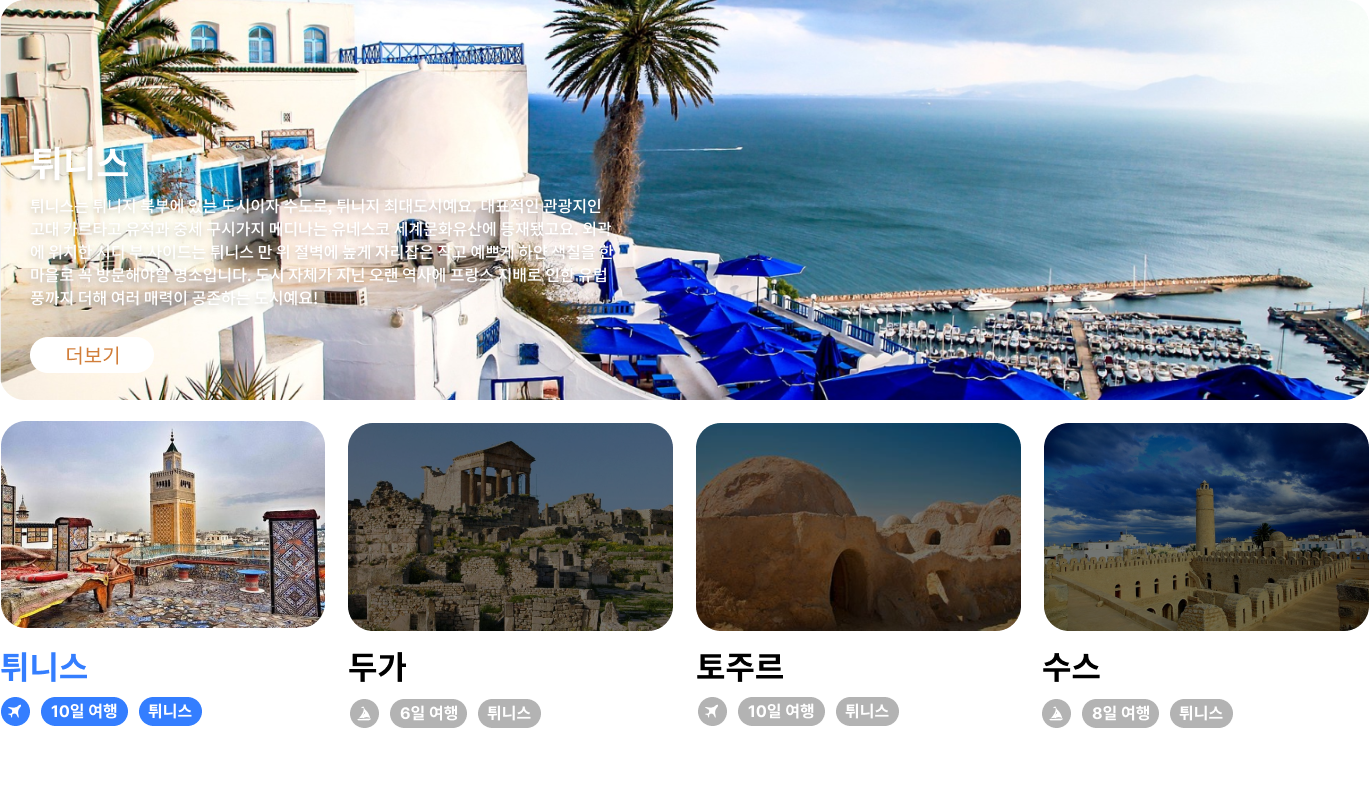 튀니스
튀니스는 튀니지 북부에 있는 도시이자 수도로, 튀니지 최대도시예요. 대표적인 관광지인
고대 카르타고 유적과 중세 구시가지 메디나는 유네스코 세계문화유산에 등재됐고요. 외곽
에 위치한 시디 부 사이드는 튀니스 만 위 절벽에 높게 자리잡은 작고 예쁘게 하얀 색칠을 한
마을로 꼭 방문해야할 명소입니다. 도시 자체가 지닌 오랜 역사에 프랑스 지배로 인한 유럽
풍까지 더해 여러 매력이 공존하는 도시예요!
더보기
튀니스
10일 여행 튀니스
두가
6일 여행 튀니스
토주르
10일 여행 튀니스
수스
8일 여행 튀니스